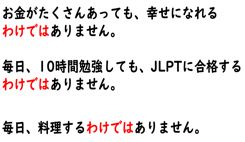 お金がたくさんあっても、幸せになれる
わけではありません。
毎日、10時間勉強しても、JLPTに合格する
わけではありません。
毎日、料理するわけではありません。